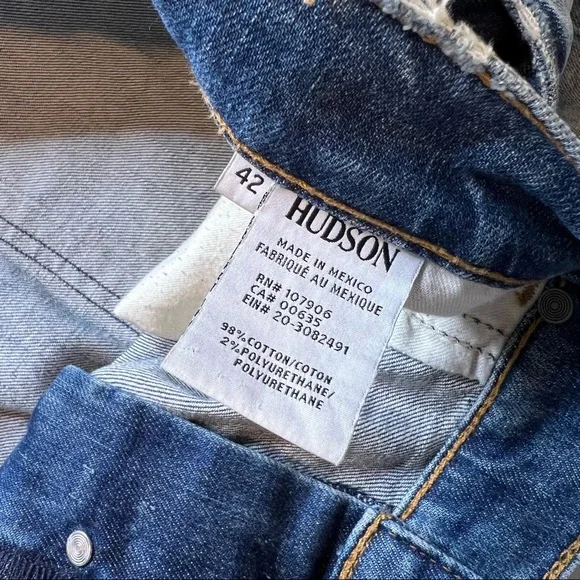 42
HUDSON
MADE IN MEXICO
FABRIQUÉ AU MEXIQUE
RN# 107906
CA# 00635
EIN# 20-3082491
98% COTTON/COTON
2% POLYURETHANE/
POLYURETHANE